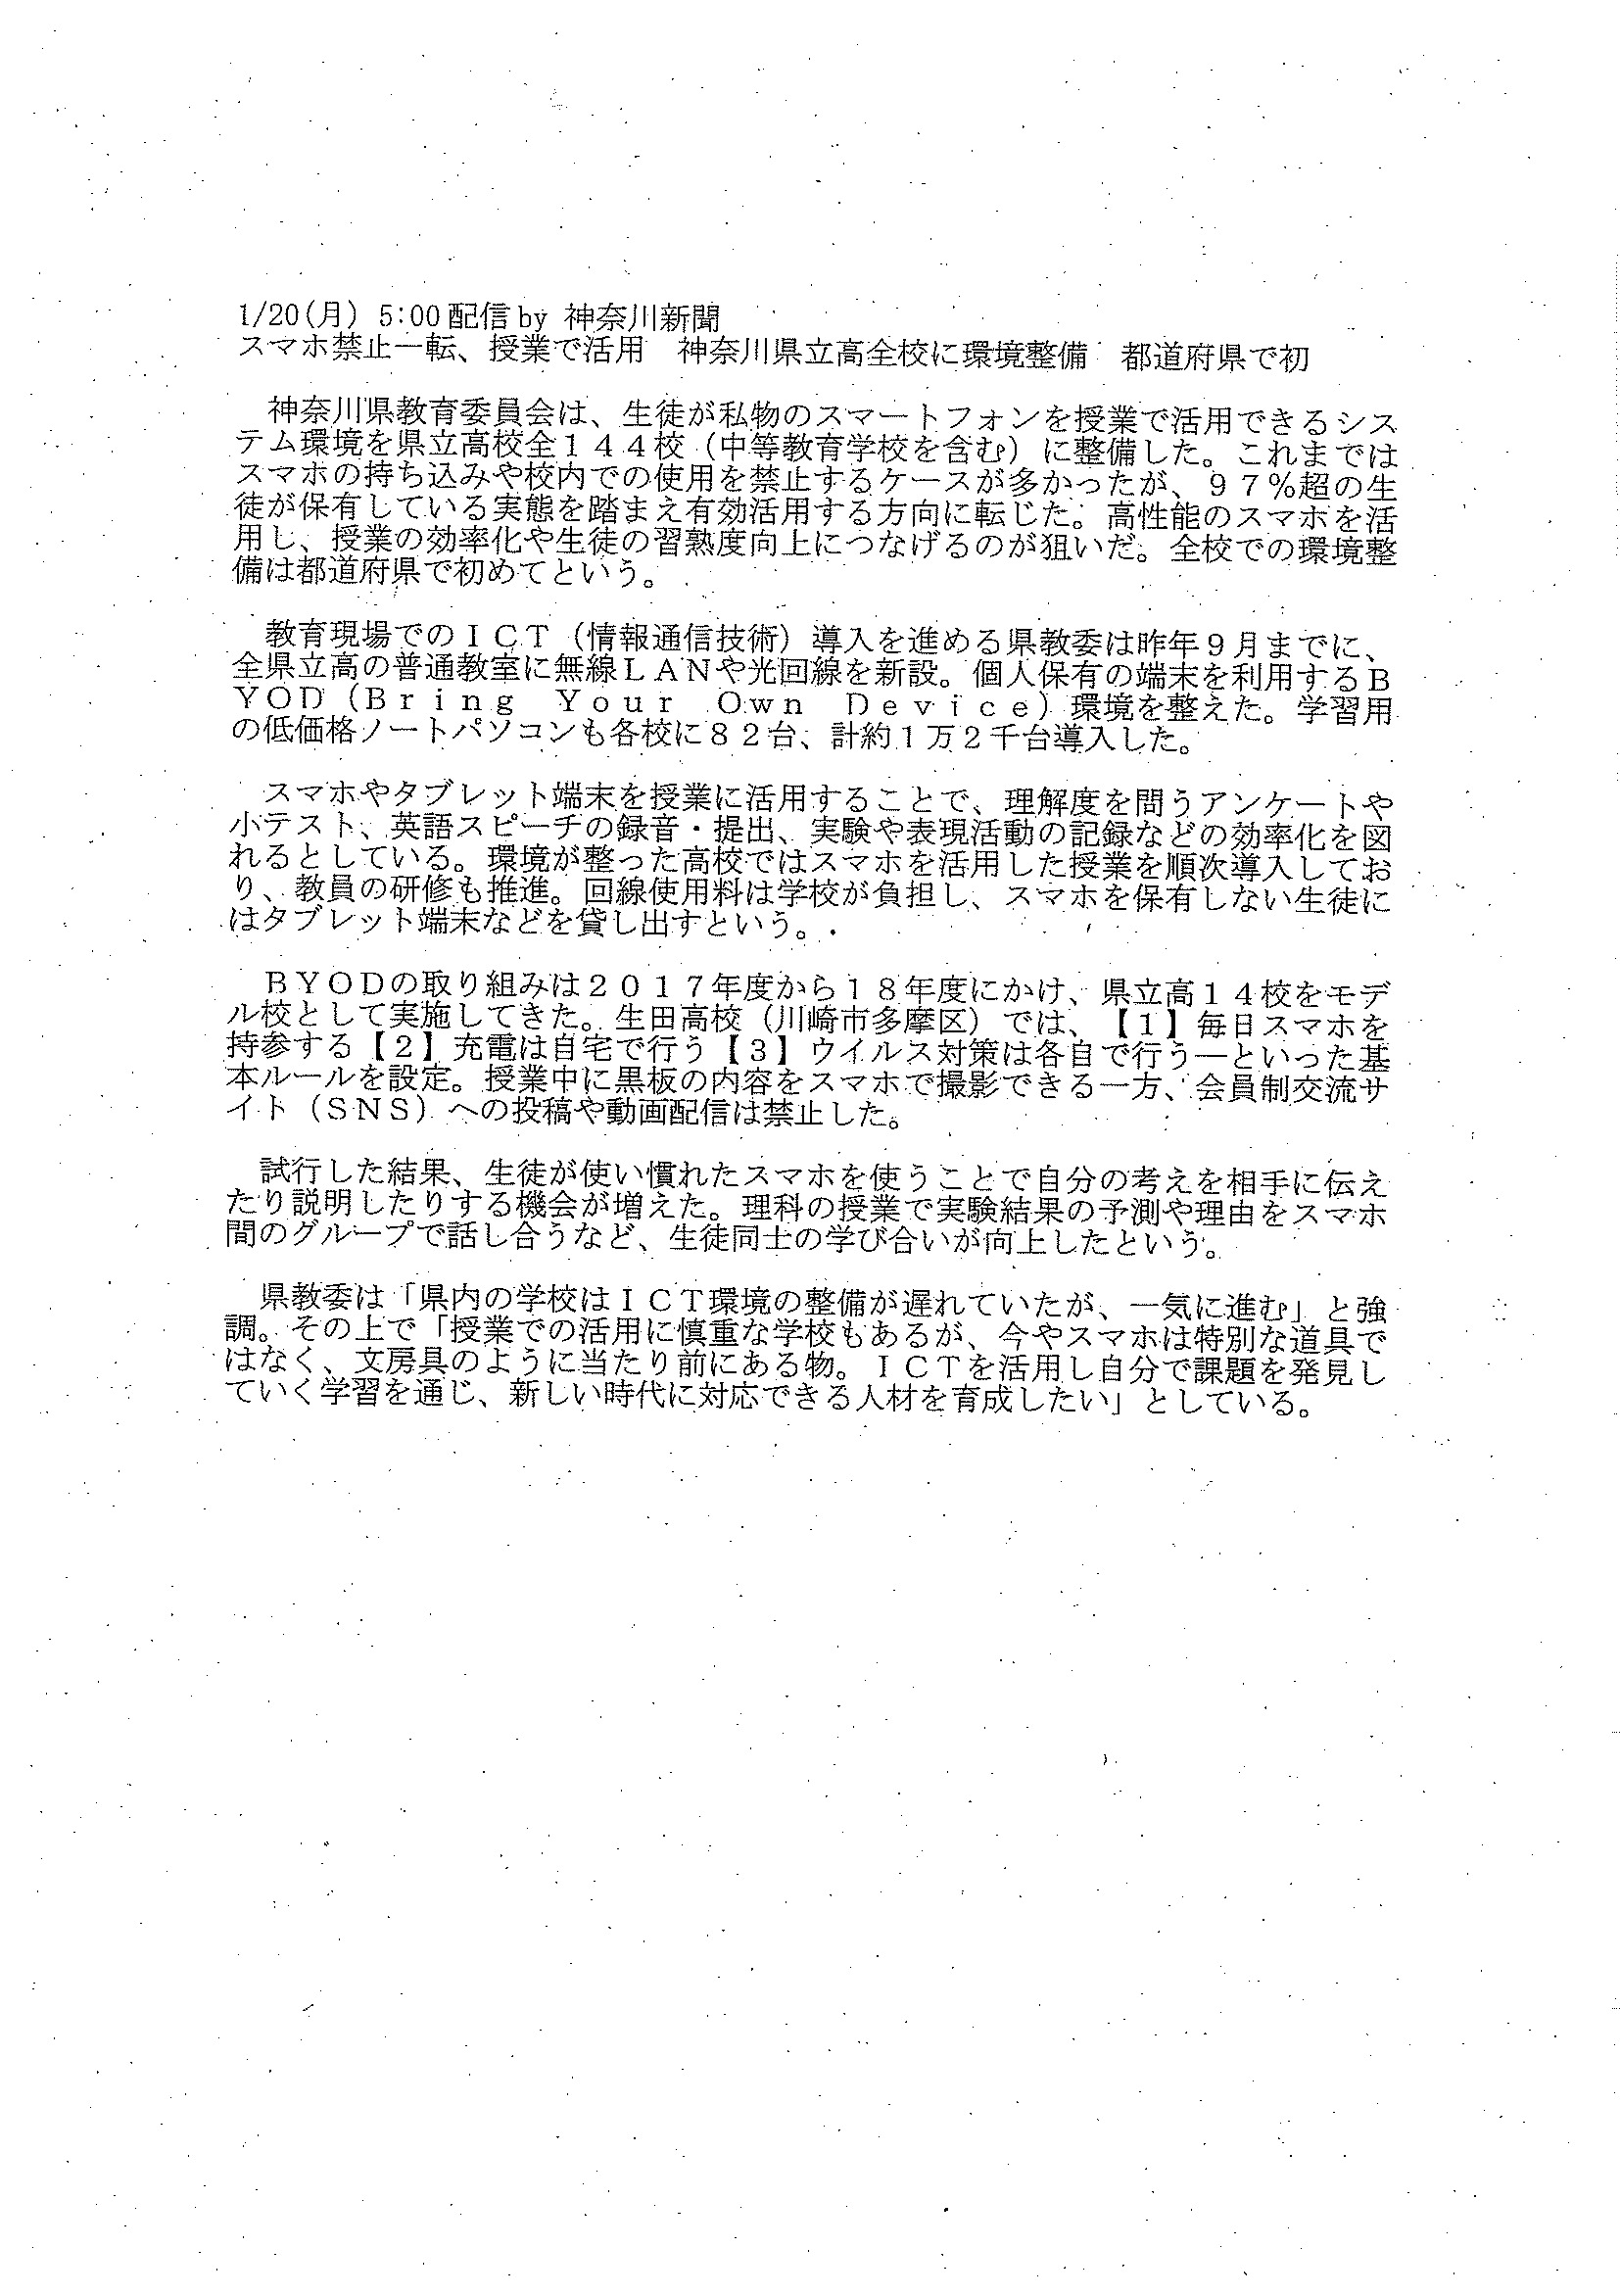 1/20(月) 5:00配信by 神奈川新聞
スマホ禁止一転、授業で活用　神奈川県立高全校に環境整備　都道府県で初
　神奈川県教育委員会は、生徒が私物のスマートフォンを授業で活用できるシス
テム環境を県立高校全１４４校（中等教育学校を含む）に整備した。これまでは
スマホの持ち込みや校内での使用を禁止するケースが多かったが、９７％超の生
徒が保有している実態を踏まえ有効活用する方向に転じた。高性能のスマホを活
用し、授業の効率化や生徒の習熟度向上につなげるのが狙いだ。全校での環境整
備は都道府県で初めてという。
　教育現場でのＩＣＴ（情報通信技術）導入を進める県教委は昨年９月までに、
全県立高の普通教室に無線ＬＡＮや光回線を新設。個人保有の端末を利用するＢ
ＹＯＤ（Ｂｒｉｎｇ　Ｙｏｕｒ　Ｏｗｎ　Ｄｅｖｉｃｅ）環境を整えた。学習用
の低価格ノートパソコンも各校に８２台、計約１万２千台導入した。
　スマホやタブレット端末を授業に活用することで、理解度を問うアンケートや
小テスト、英語スピーチの録音・提出、実験や表現活動の記録などの効率化を図
れるとしている。環境が整った高校ではスマホを活用した授業を順次導入してお
り、教員の研修も推進。回線使用料は学校が負担し、スマホを保有しない生徒に
はタブレット端末などを貸し出すという。
　ＢＹＯＤの取り組みは２０１７年度から１８年度にかけ、県立高１４校をモデ
ル校として実施してきた。生田高校（川崎市多摩区）では、【１】毎日スマホを
持参する【２】充電は自宅で行う【３】ウイルス対策は各自で行う―といった基
本ルールを設定。授業中に黒板の内容をスマホで撮影できる一方、会員制交流サ
イト（ＳＮＳ）への投稿や動画配信は禁止した。
　試行した結果、生徒が使い慣れたスマホを使うことで自分の考えを相手に伝え
たり説明したりする機会が増えた。理科の授業で実験結果の予測や理由をスマホ
間のグループで話し合うなど、生徒同士の学び合いが向上したという。
　県教委は「県内の学校はＩＣＴ環境の整備が遅れていたが、一気に進む」と強
調。その上で「授業での活用に慎重な学校もあるが、今やスマホは特別な道具で
はなく、文房具のように当たり前にある物。ＩＣＴを活用し自分で課題を発見し
ていく学習を通じ、新しい時代に対応できる人材を育成したい」としている。